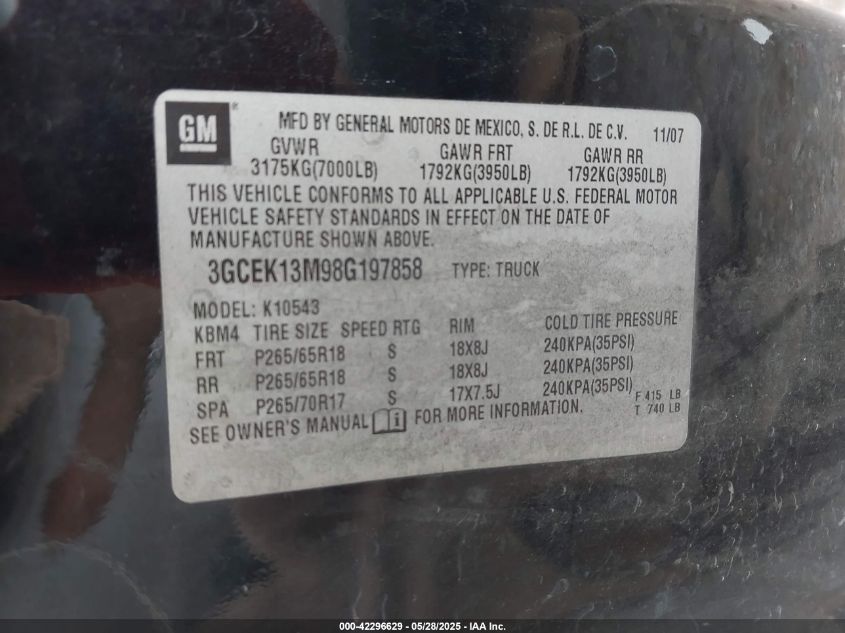 GM ® MFD BY GENERAL MOTORS DE MEXICO, S. DE R.L. DE C.V. 11/07
GVWR GAWR FRT GAWR RR
3175KG(7000LB) 1792KG(3950LB) 1792KG(3950LB)
THIS VEHICLE CONFORMS TO ALL APPLICABLE U.S. FEDERAL MOTOR
VEHICLE SAFETY STANDARDS IN EFFECT ON THE DATE OF
MANUFACTURE SHOWN ABOVE.
3GCEK13M98G197858 TYPE: TRUCK
MODEL: K10543
KBM4 TIRE SIZE SPEED RTG RIM COLD TIRE PRESSURE
FRT P265/65R18 S 18X8J 240KPA(35PSI)
RR P265/65R18 S 18X8J 240KPA(35PSI)
SPA P265/70R17 S 17X7.5J 240KPA(35PSI)
F 415 LB
SEE OWNER'S MANUAL i FOR MORE INFORMATION. T 740 LB
000-42296629 - 05/28/2025 - IAA Inc.